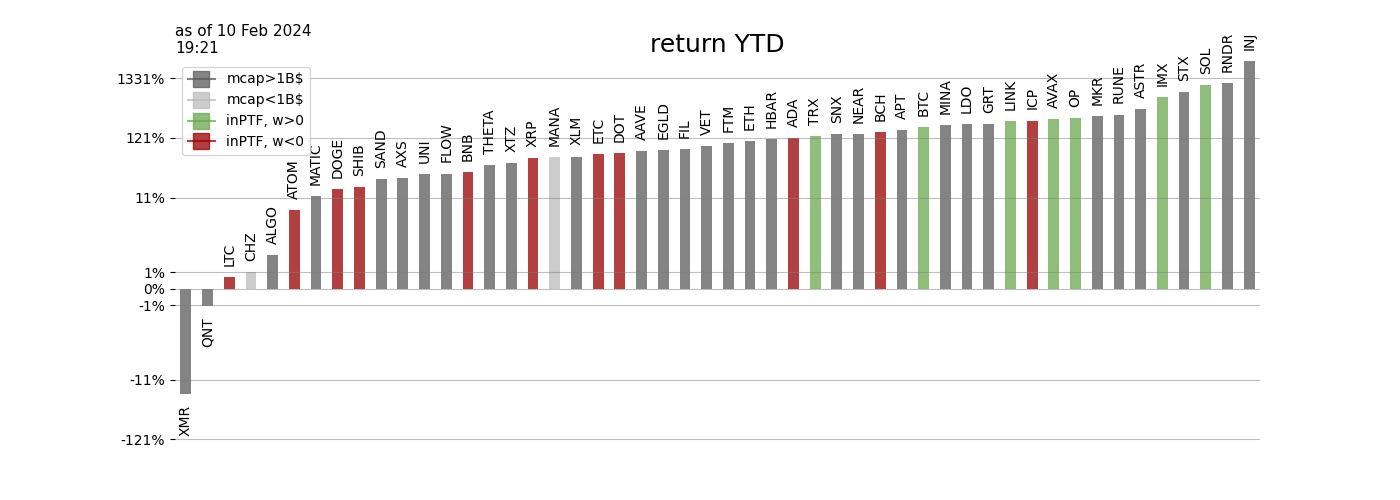 as of 10 Feb 2024
19:21
return YTD
mcap>1B$
mcap<1B$
inPTF, w>0
inPTF, w<0
1331%
121%
11%
1%
0%
-1%
-11%
-121%
XMR
QNT
LTC
CHZ
ALGO
ATOM
MATIC
DOGE
SHIB
SAND
AXS
UNI
FLOW
BNB
THETA
XTZ
XRP
MANA
XLM
ETC
DOT
AAVE
EGLD
FIL
VET
FTM
ETH
HBAR
ADA
TRX
SNX
NEAR
BCH
APT
BTC
MINA
LDO
GRT
LINK
ICP
AVAX
OP
MKR
RUNE
ASTR
IMX
STX
SOL
RNDR
INJ